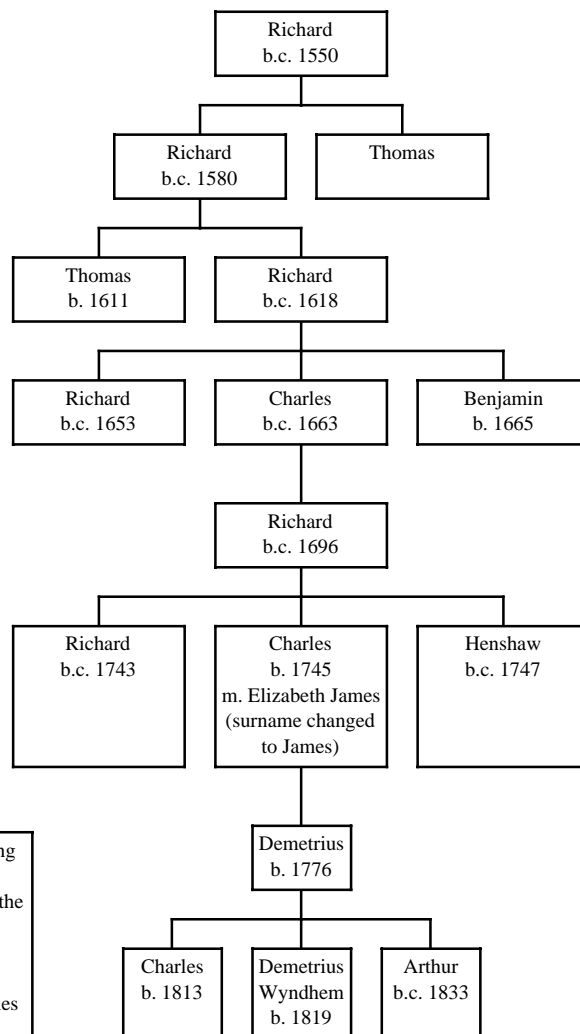 Richard
b.c. 1550
Richard
b.c. 1580
Thomas
Thomas
b. 1611
Richard
b.c. 1618
Richard
b.c. 1653
Charles
b.c. 1663
Benjamin
b. 1665
Richard
b.c. 1696
Richard
b.c. 1743
Charles
b. 1745
m. Elizabeth James
(surname changed
to James)
Henshaw
b.c. 1747
Demetrius
b. 1776
the
Charles
b. 1813
Demetrius
Wyndhem
b. 1819
Arthur
b.c. 1833